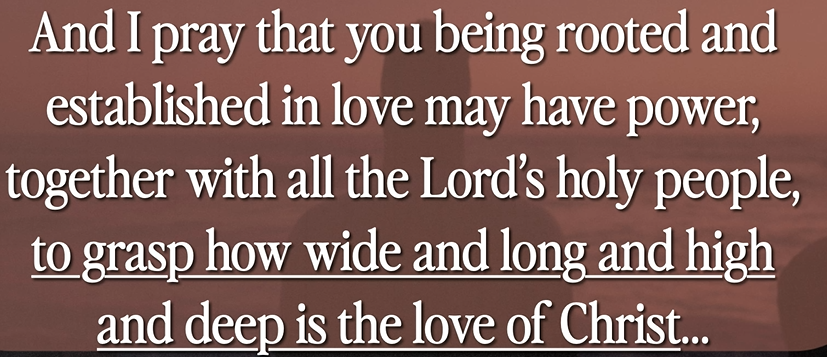 And I pray that you being rooted and
established in love may have power,
together with all the Lord’s holy people,
to grasp how wide and long and high
and deep is the love of Christ...